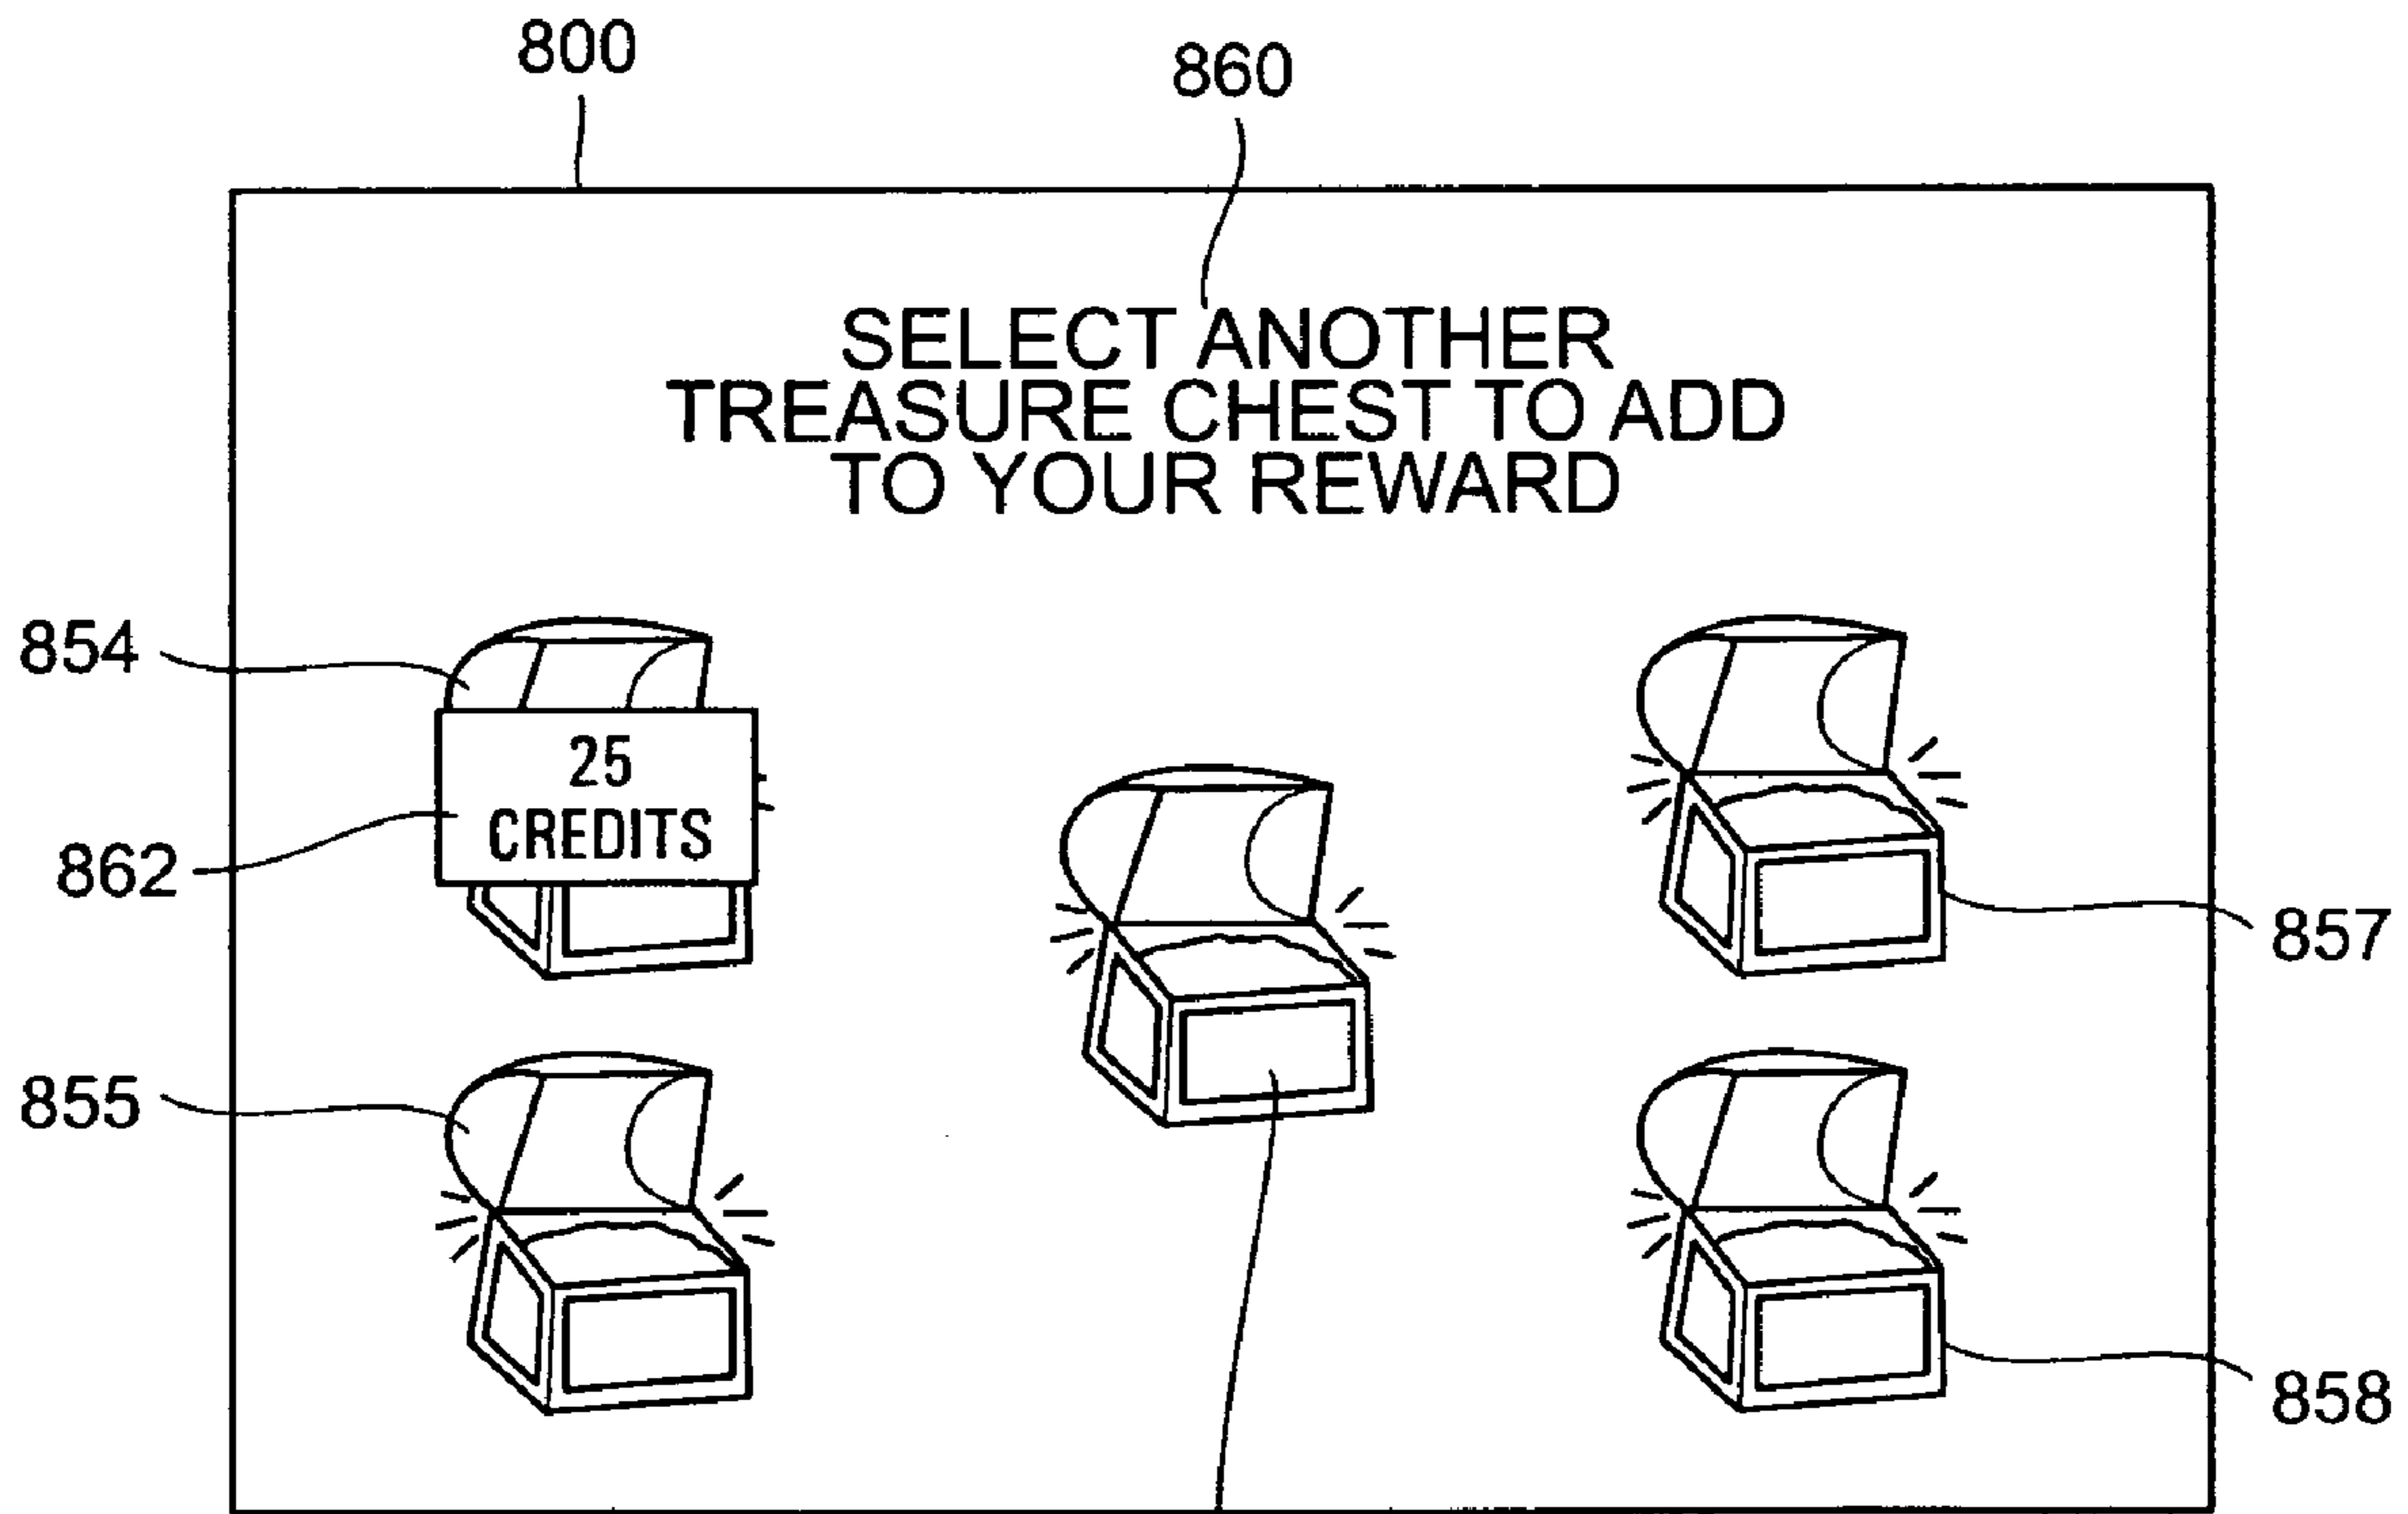 800
860
SELECT ANOTHER
TREASURE CHEST TO ADD
TO YOUR REWARD
854
25
CREDITS
862
857
855
858